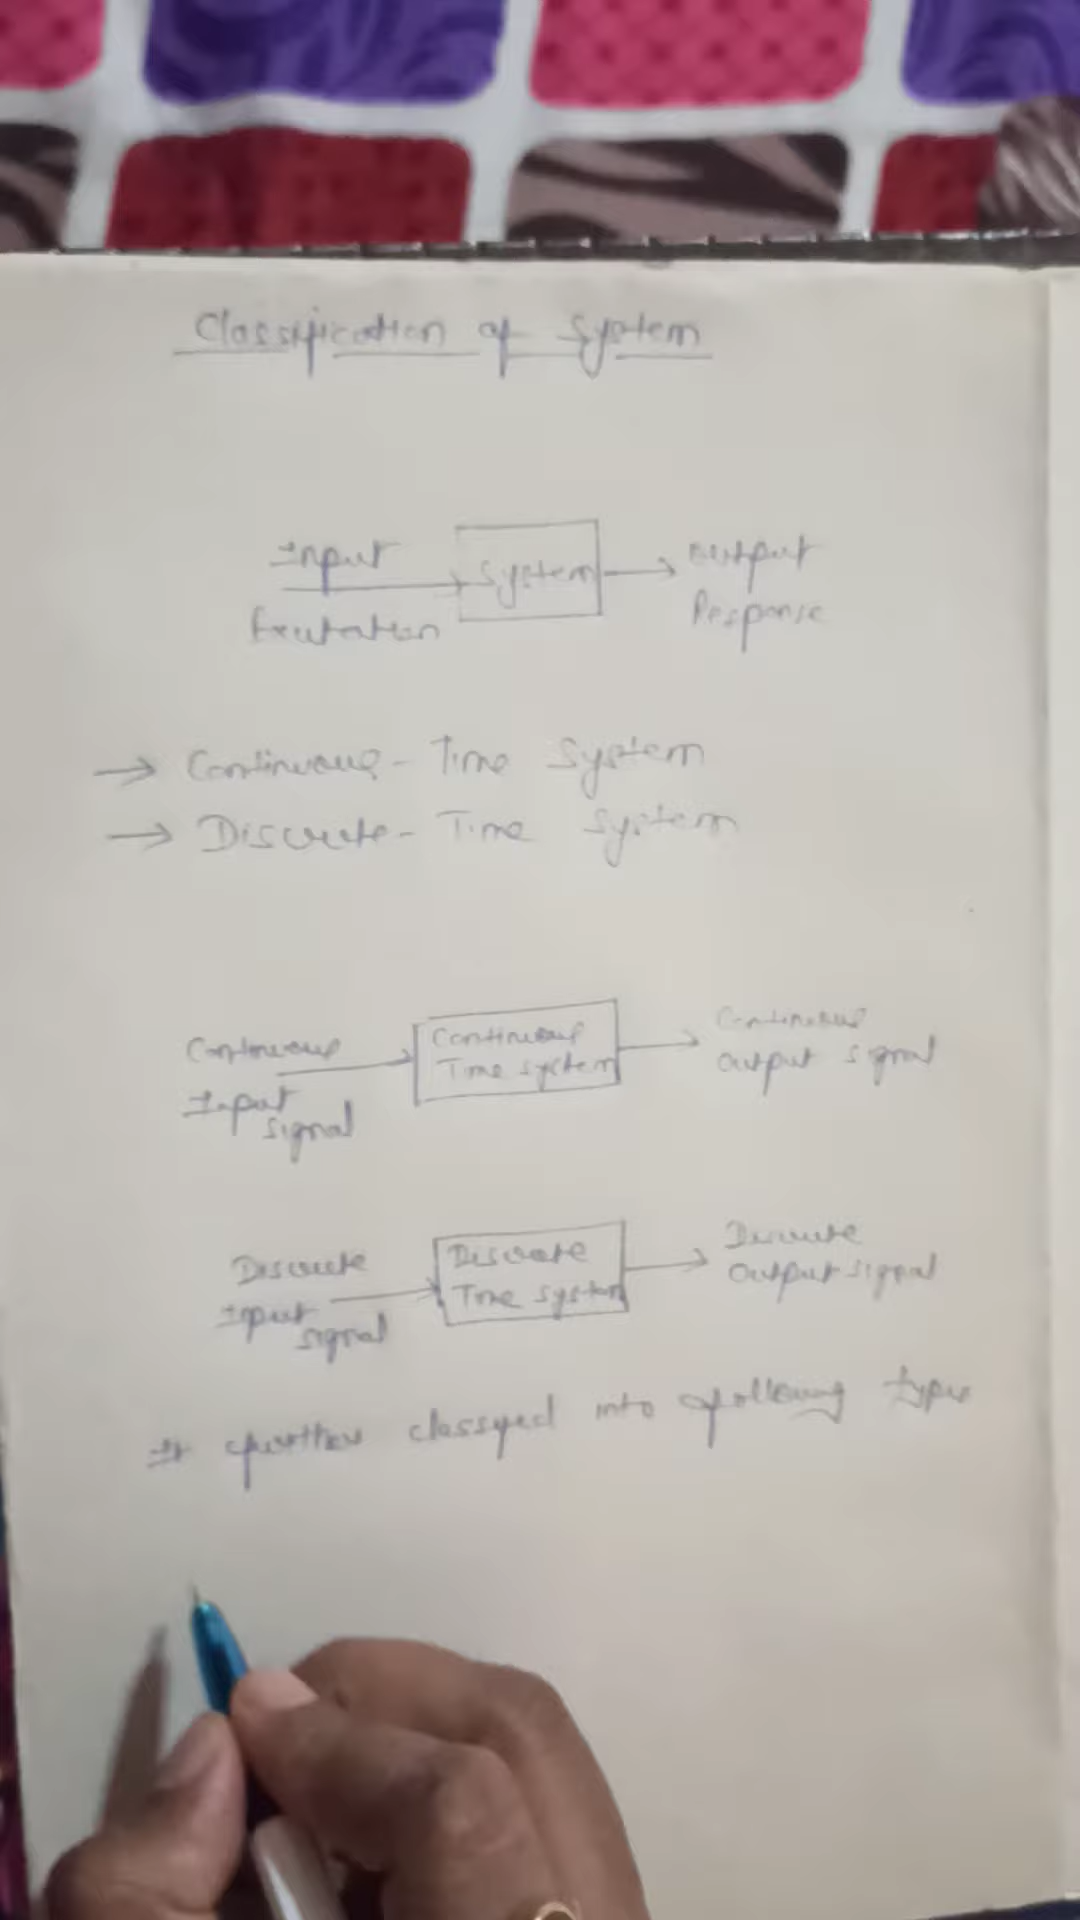 Classification of System
Input
Excitation
System
Output
Response
→ Continuous - Time System
→ Discrete - Time System
Continuous
Input
signal
Continuous
Time system
Continuous
Output signal
Discrete
Input
signal
Discrete
Time system
Discrete
Output signal
It further classified into following types